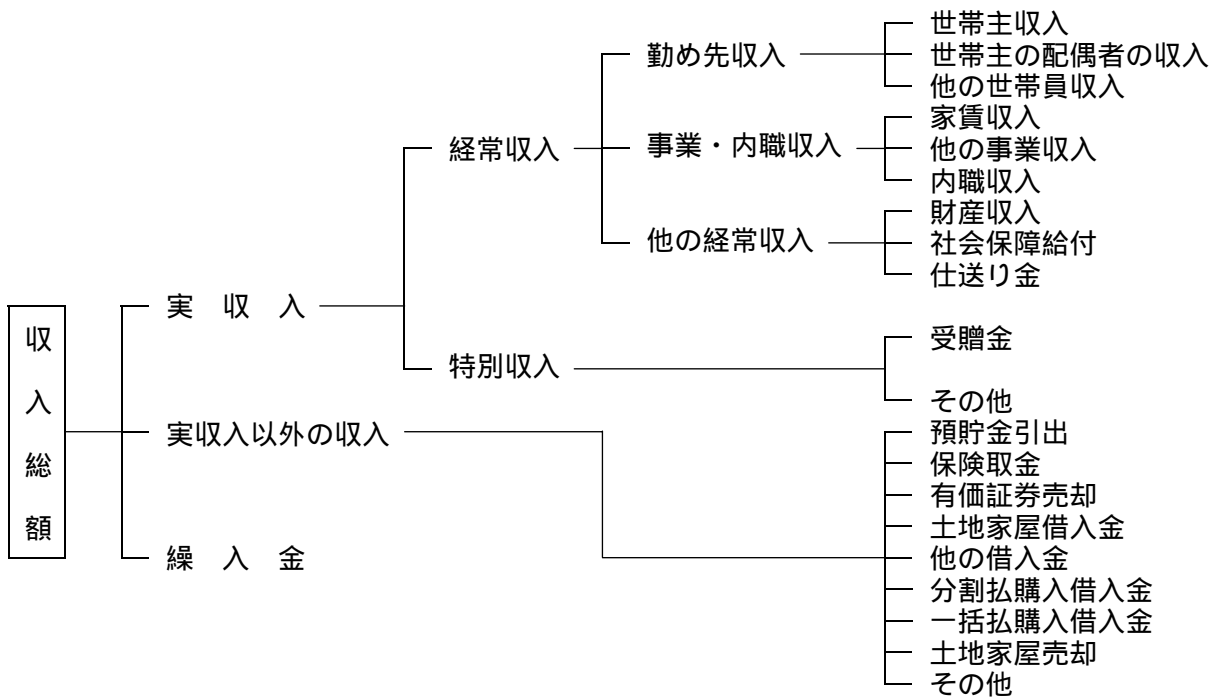 世帯主収入
勤め先収入
世帯主の配偶者の収入
他の世帯員収入
家賃収入
経常収入
事業・内職収入
他の事業収入
内職収入
財産収入
他の経常収入
社会保障給付
仕送り金
実 収 入
収入総額
受贈金
特別収入
その他
実収入以外の収入
預貯金引出
保険取金
有価証券売却
土地家屋借入金
繰 入 金
他の借入金
分割払購入借入金
一括払購入借入金
土地家屋売却
その他